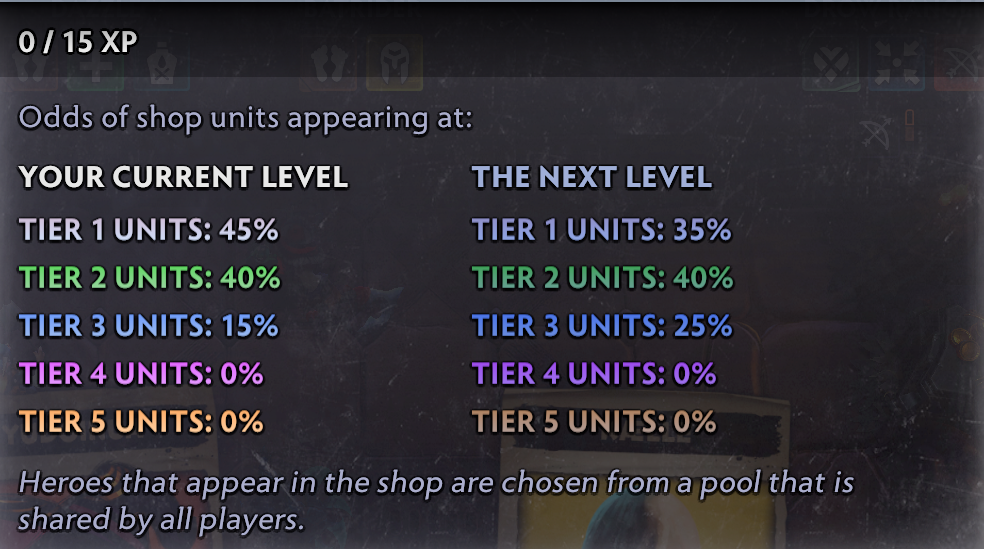 0 / 15 XP
Odds of shop units appearing at:
YOUR CURRENT LEVEL
THE NEXT LEVEL
TIER 1 UNITS: 45%
TIER 1 UNITS: 35%
TIER 2 UNITS: 40%
TIER 2 UNITS: 40%
TIER 3 UNITS: 15%
TIER 3 UNITS: 25%
TIER 4 UNITS: 0%
TIER 4 UNITS: 0%
TIER 5 UNITS: 0%
TIER 5 UNITS: 0%
Heroes that appear in the shop are chosen from a pool that is
shared by all players.